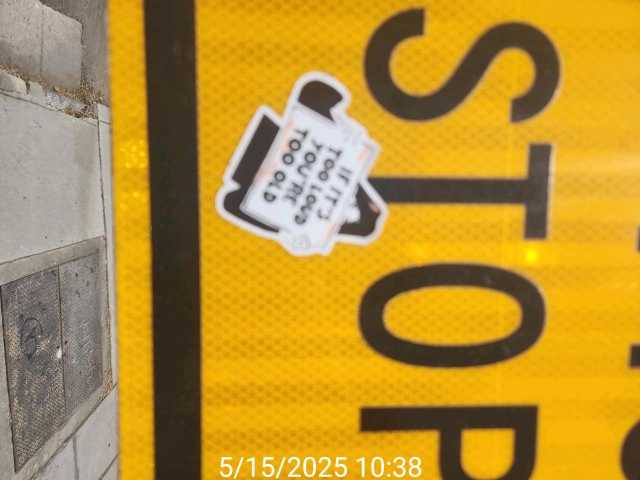 STOP
IF IT'S
TOO LOUD
YOU'RE
TOO OLD
5/15/2025 10:38